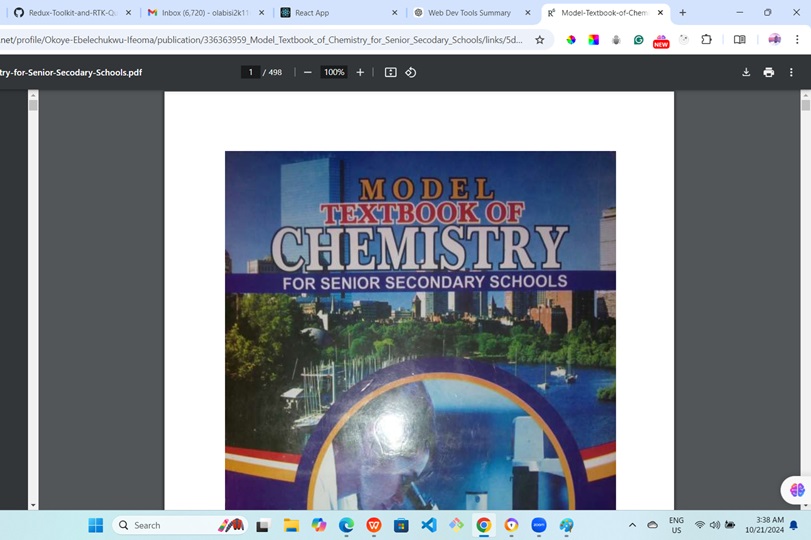 Redux-Toolkit-and-RTK-Qu
Inbox (6,720) - olabisi2k11
React App
Web Dev Tools Summary
Model-Textbook-of-Chem
.net/profile/Okoye-Ebelechukwu-Ifeoma/publication/336363959_Model_Textbook_of_Chemistry_for_Senior_Secodary_Schools/links/5d...
NEW
try-for-Senior-Secodary-Schools.pdf
1 / 498
100%
MODEL
TEXTBOOK OF
CHEMISTRY
FOR SENIOR SECONDARY SCHOOLS
Search
ENG
US
3:38 AM
10/21/2024